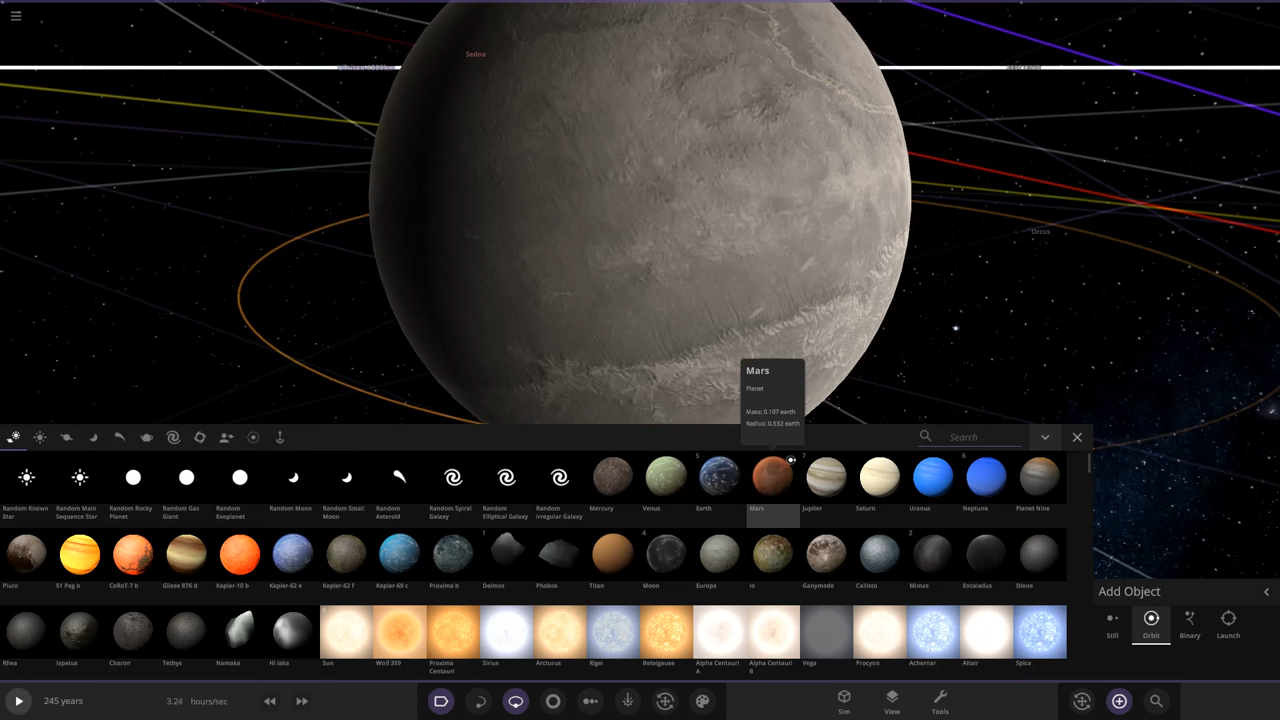 Sedna
Orcus
Mars
Planet
Mass: 0.107 earth
Radius: 0.532 earth
Search
5
7
6
Random Known Star
Random Main Sequence Star
Random Rocky Planet
Random Gas Giant
Random Exoplanet
Random Moon
Random Small Moon
Random Asteroid
Random Spiral Galaxy
Random Elliptical Galaxy
Random Irregular Galaxy
Mercury
Venus
Earth
Mars
Jupiter
Saturn
Uranus
Neptune
Planet Nine
1
4
2
Pluto
51 Peg b
CoRoT-7 b
Gliese 876 d
Kepler-10 b
Kepler-62 e
Kepler-62 f
Kepler-69 c
Proxima b
Deimos
Phobos
Titan
Moon
Europa
Io
Ganymede
Callisto
Mimas
Enceladus
Dione
Rhea
Iapetus
Charon
Tethys
Namaka
Hi iaka
Sun
Wolf 359
Proxima Centauri
Sirius
Arcturus
Rigel
Betelgeuse
Alpha Centauri A
Alpha Centauri B
Vega
Procyon
Achernar
Altair
Spica
Add Object
Still
Orbit
Binary
Launch
245 years
3.24 hours/sec
Sim
View
Tools